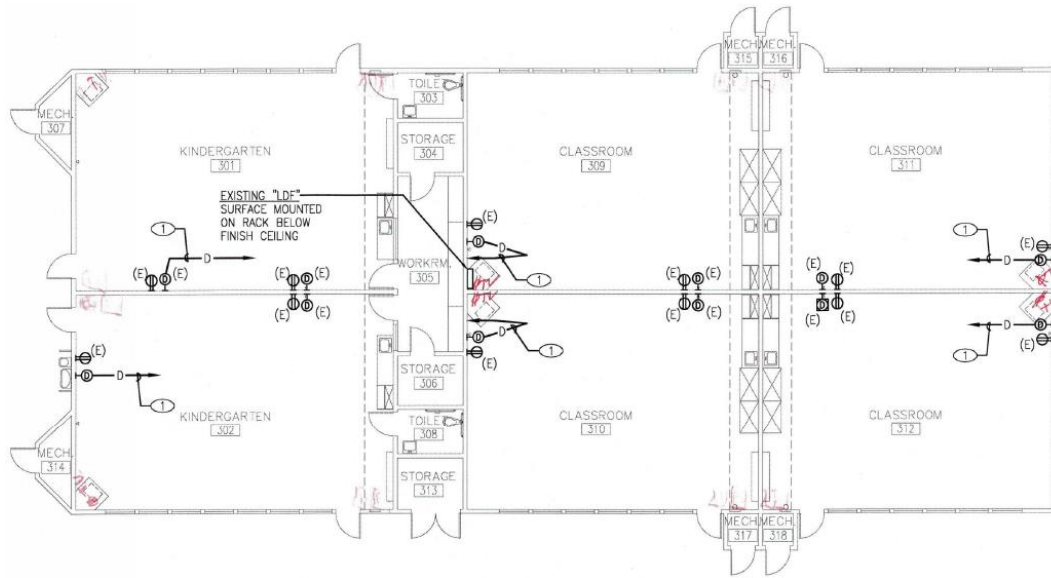 MECH. MECH.
315 316
TOILET
303
MECH.
307
STORAGE
304
KINDERGARTEN
301
CLASSROOM
309
CLASSROOM
311
EXISTING "LDF"
SURFACE MOUNTED
ON RACK BELOW
FINISH CEILING
(E)
1
D
1
(E)
D
(E) (E)
(E) (E)
WORKRM.
305
1
(E)
(E) (E)
(E) (E)
D
(E) (E)
(E) (E)
(E) (E)
D
1
(E)
D
1
(E)
D
1
D
1
(E)
STORAGE
306
KINDERGARTEN
302
TOILET
308
CLASSROOM
310
CLASSROOM
312
MECH.
314
STORAGE
313
MECH. MECH.
317 318